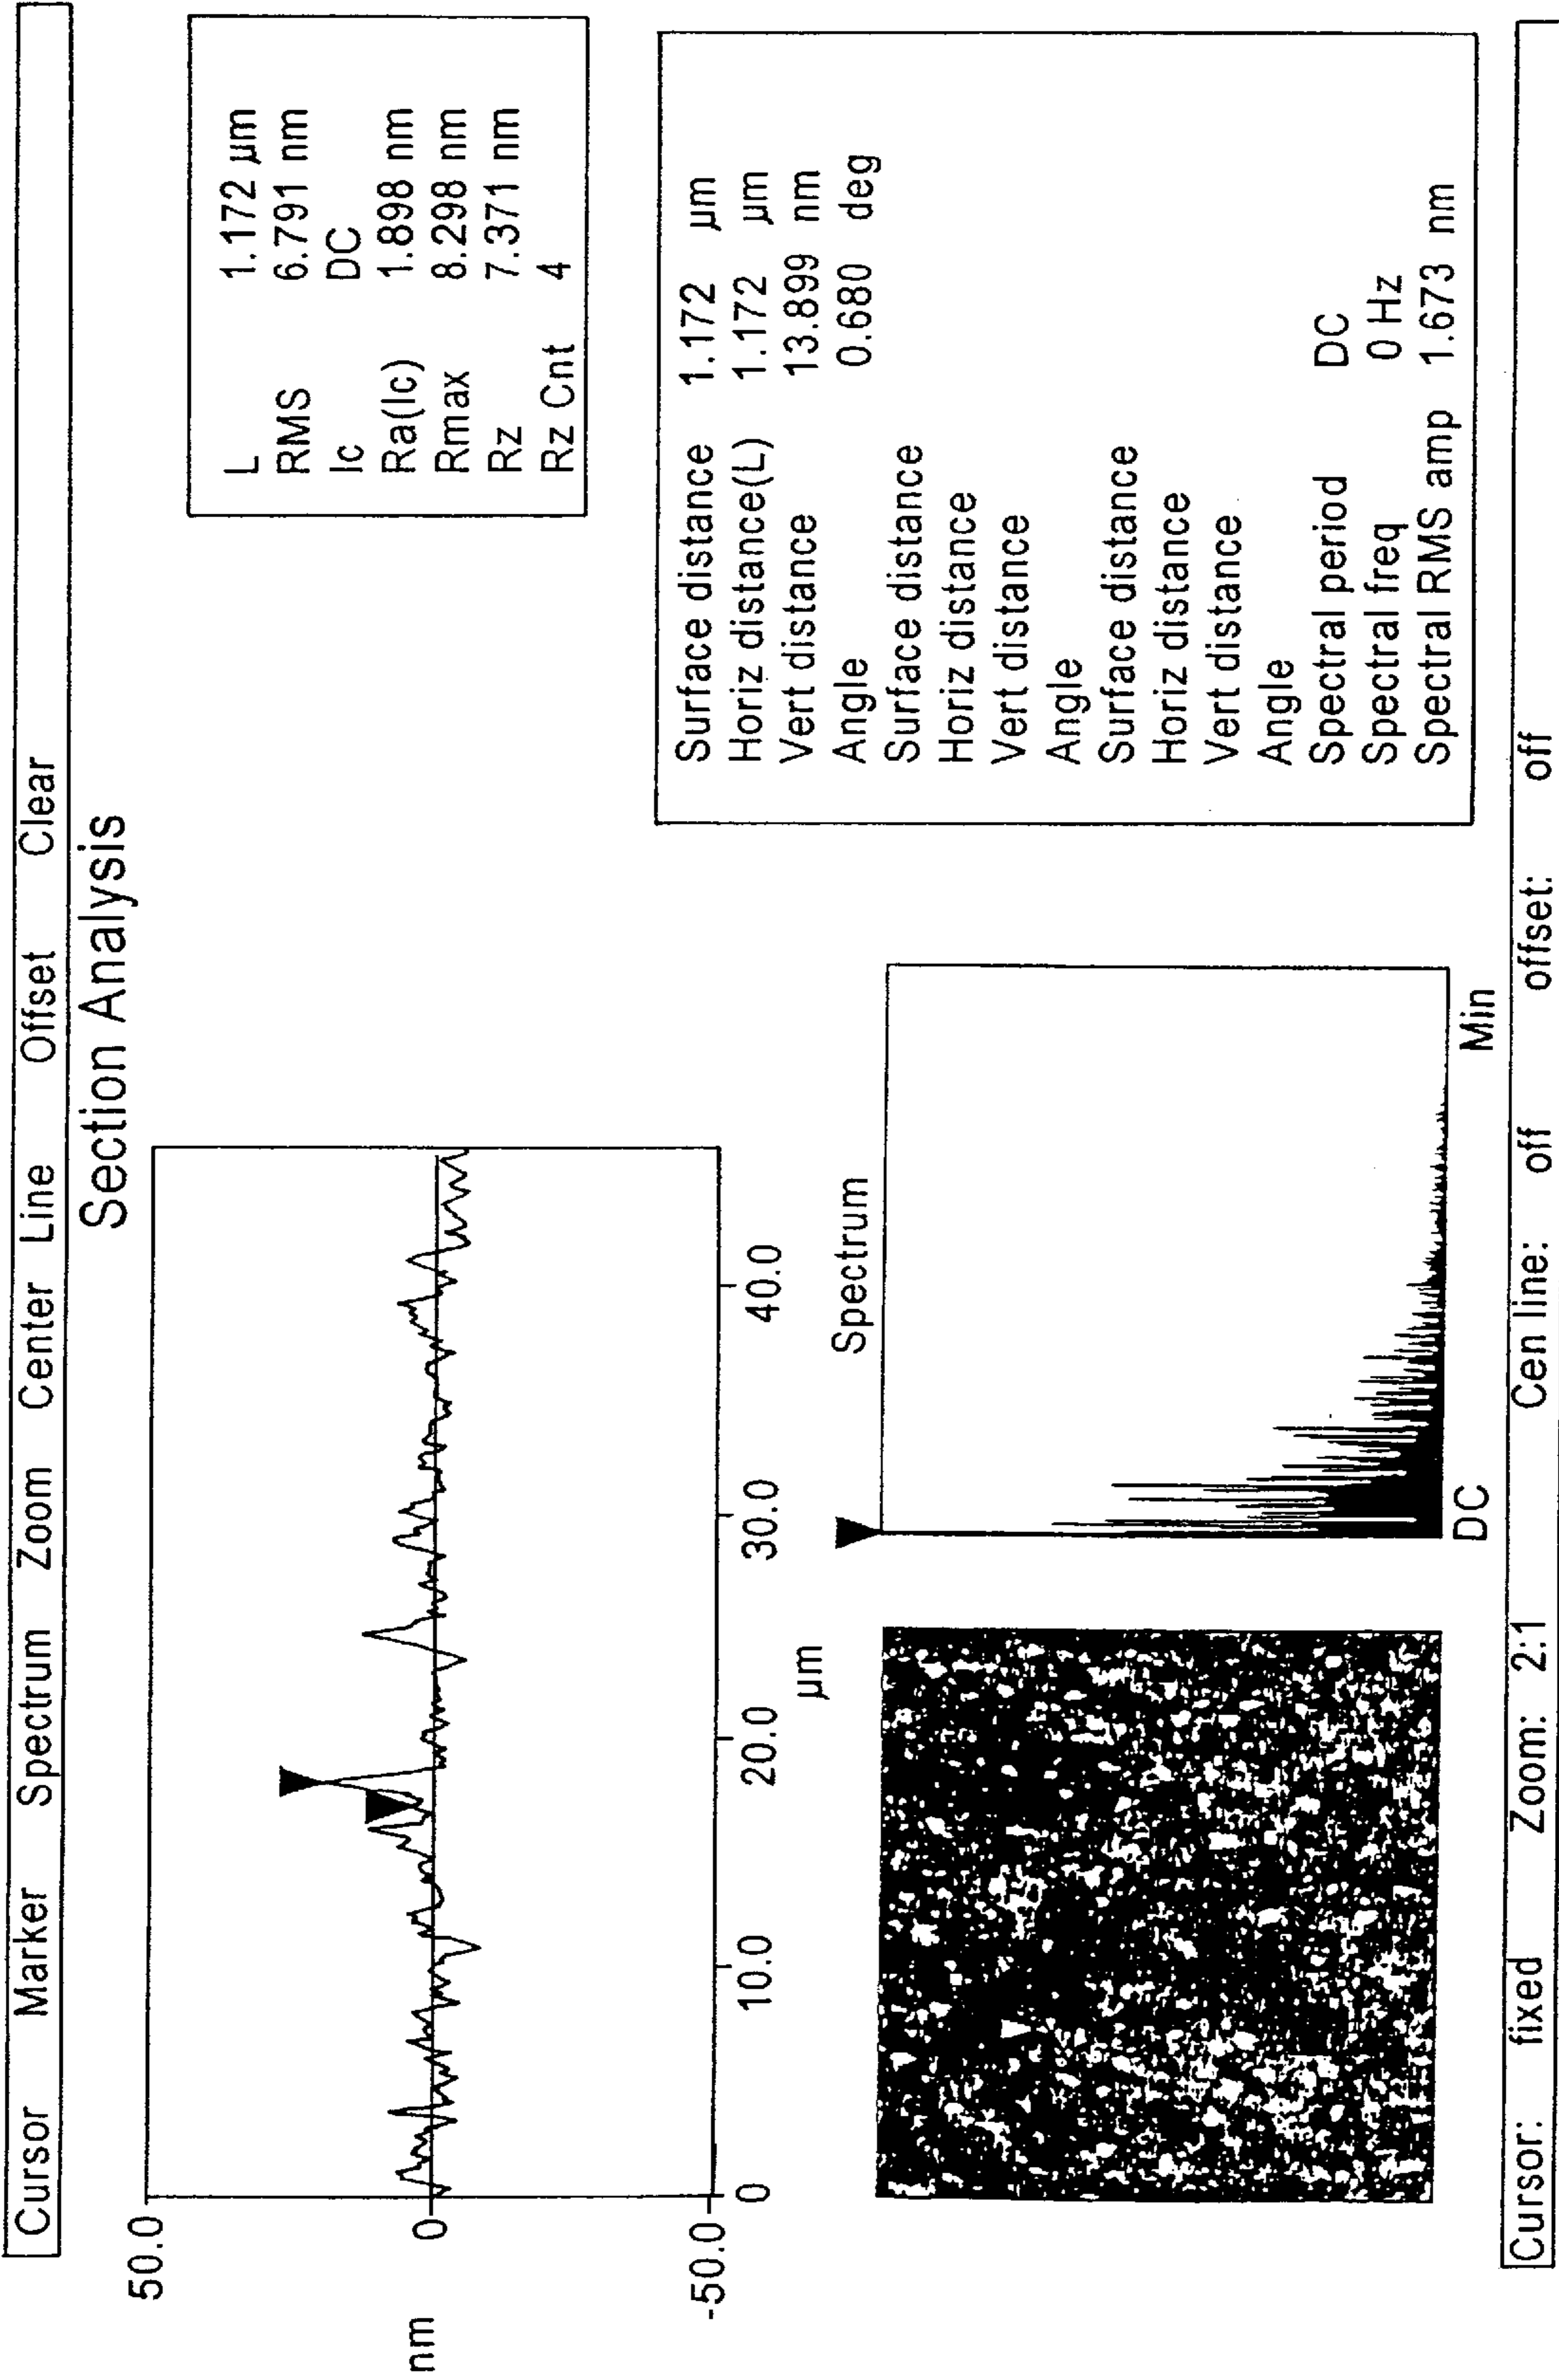 Cursor Marker Spectrum Zoom Center Line Offset Clear
Section Analysis
50.0
nm
0
-50.0
0
10.0
20.0
30.0
40.0
µm
L 1.172 µm
RMS 6.791 nm
lc DC
Ra(lc) 1.898 nm
Rmax 8.298 nm
Rz 7.371 nm
Rz Cnt 4
Spectrum
DC
Min
Surface distance 1.172 µm
Horiz distance(L) 1.172 µm
Vert distance 13.899 nm
Angle 0.680 deg
Surface distance
Horiz distance
Vert distance
Angle
Surface distance
Horiz distance
Vert distance
Angle
Spectral period DC
Spectral freq 0 Hz
Spectral RMS amp 1.673 nm
Cursor: fixed Zoom: 2:1 Cen line: off offset: off